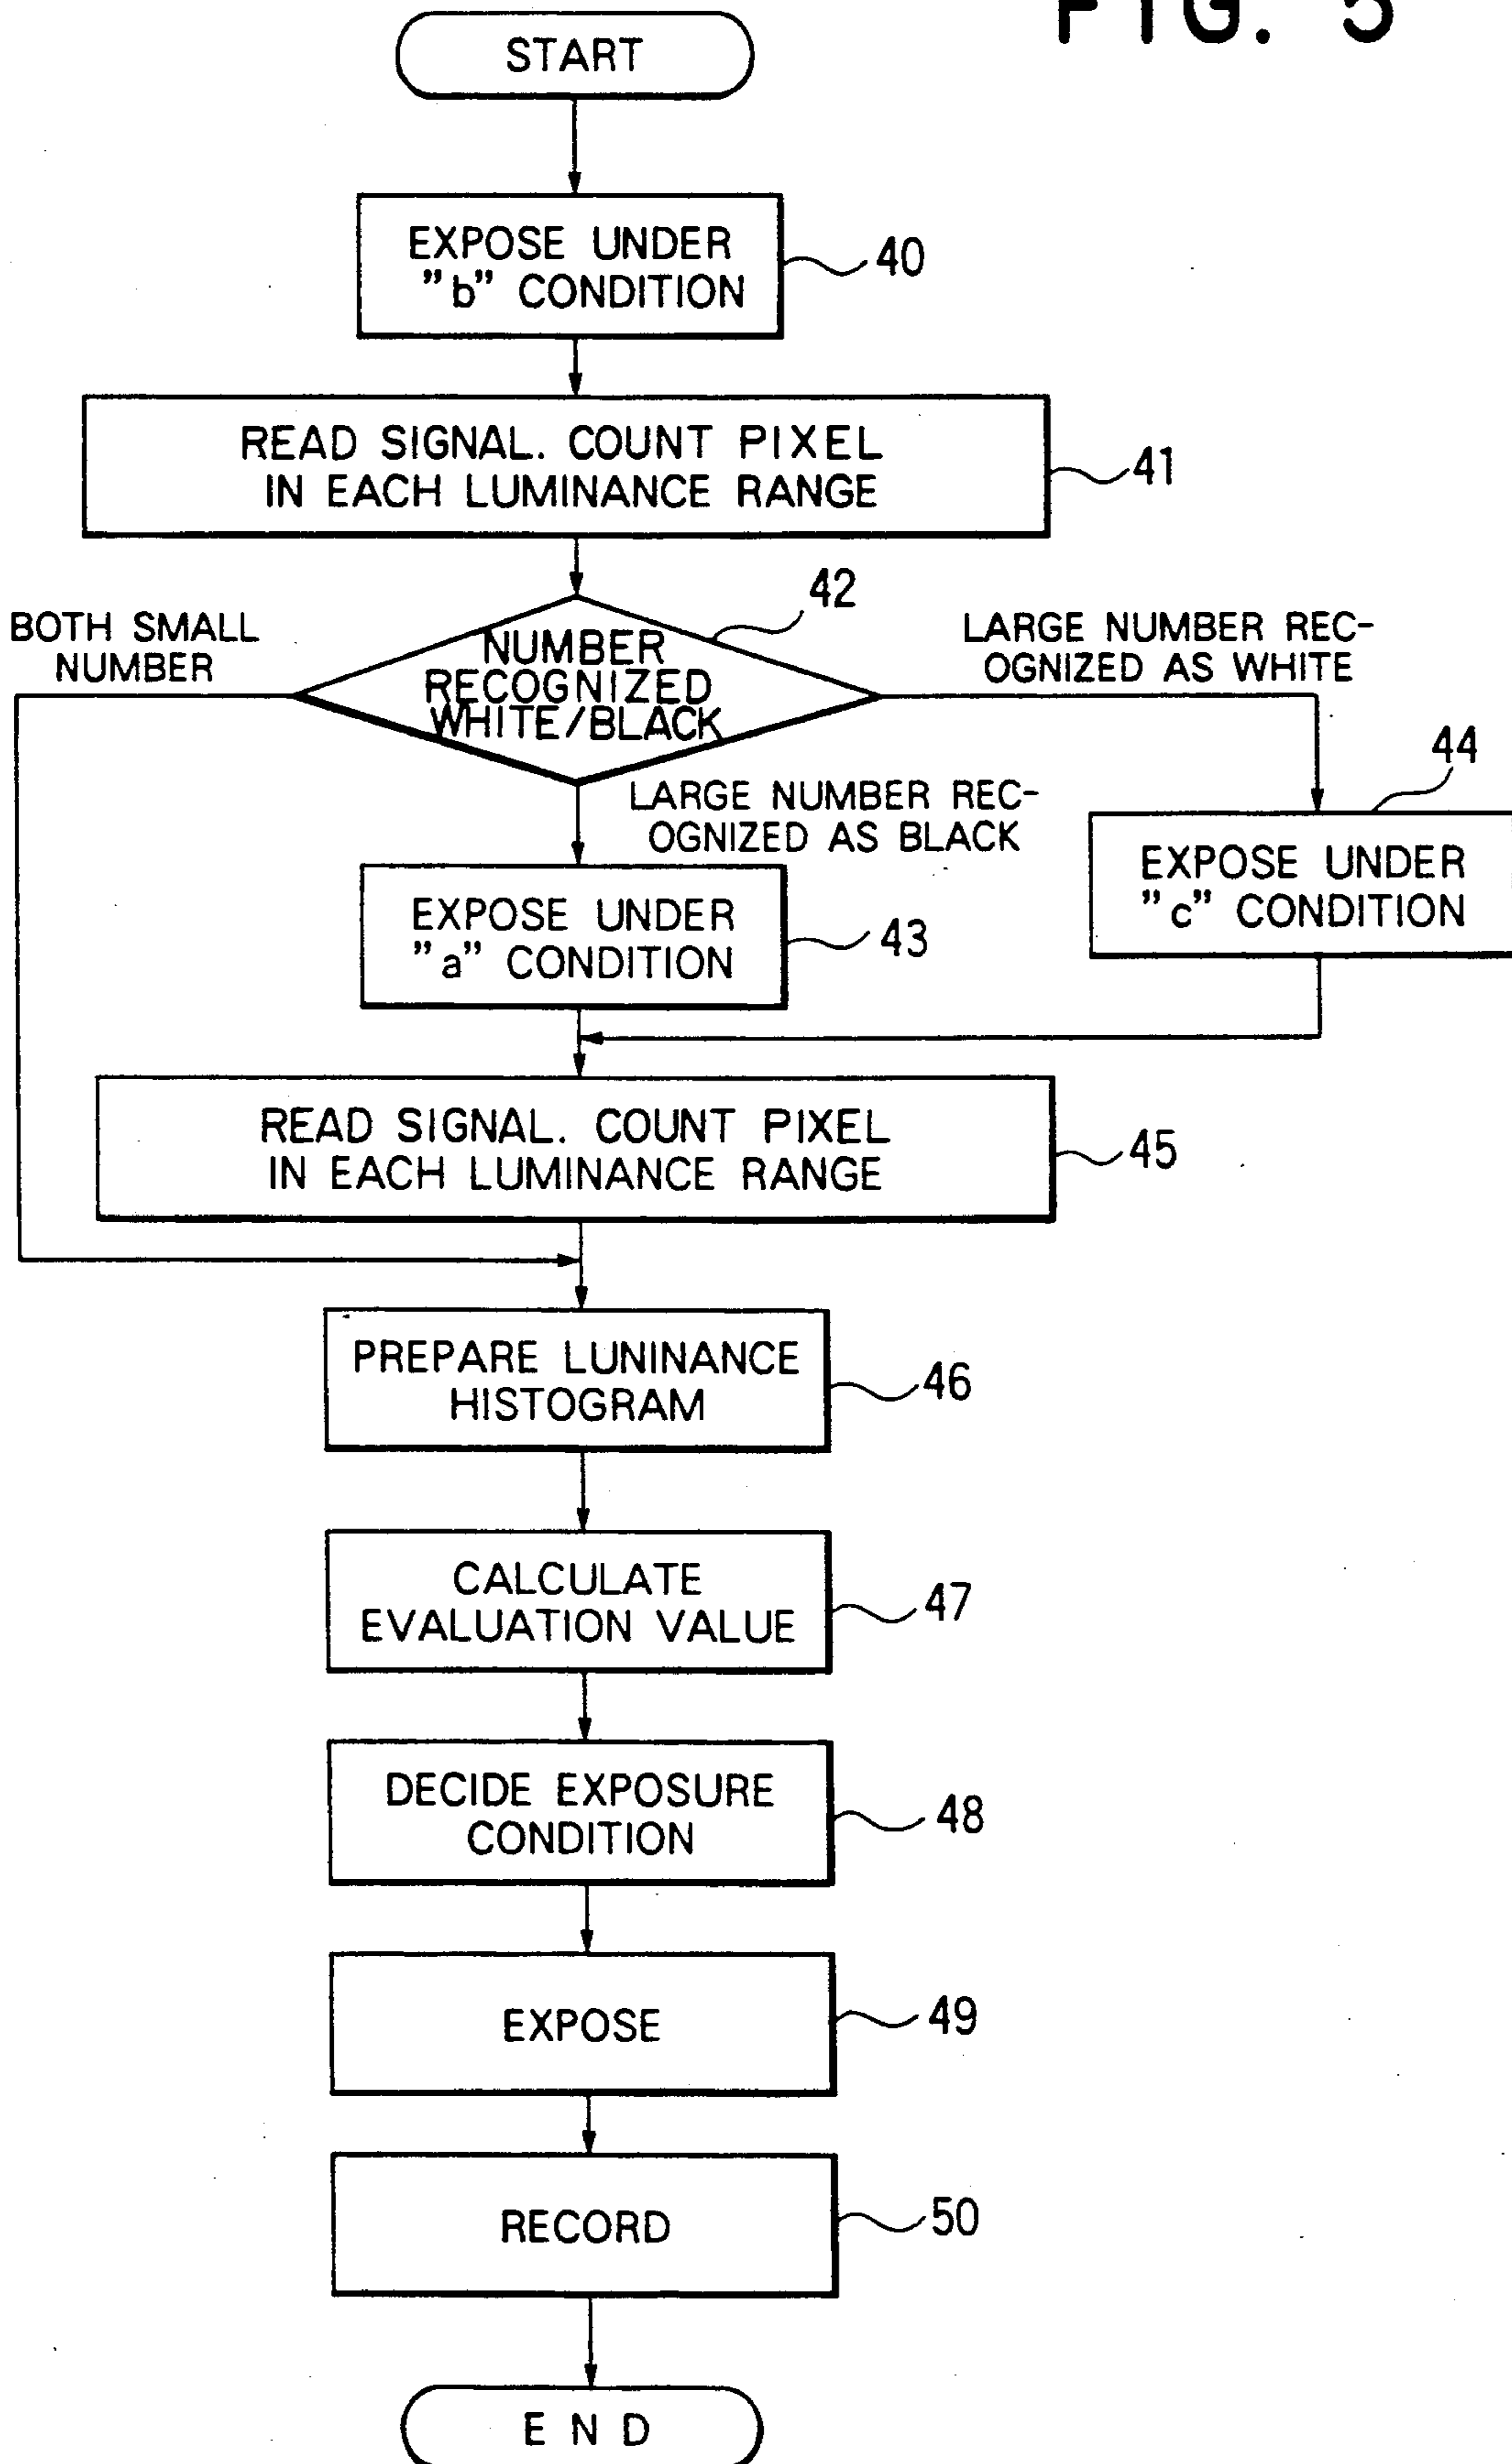 FIG. 5
START
EXPOSE UNDER
"b" CONDITION
40
READ SIGNAL. COUNT PIXEL
IN EACH LUMINANCE RANGE
41
42
BOTH SMALL
NUMBER
NUMBER
RECOGNIZED
WHITE/BLACK
LARGE NUMBER REC-
OGNIZED AS WHITE
44
LARGE NUMBER REC-
OGNIZED AS BLACK
EXPOSE UNDER
"c" CONDITION
EXPOSE UNDER
"a" CONDITION
43
READ SIGNAL. COUNT PIXEL
IN EACH LUMINANCE RANGE
45
PREPARE LUNINANCE
HISTOGRAM
46
CALCULATE
EVALUATION VALUE
47
DECIDE EXPOSURE
CONDITION
48
EXPOSE
49
RECORD
50
END